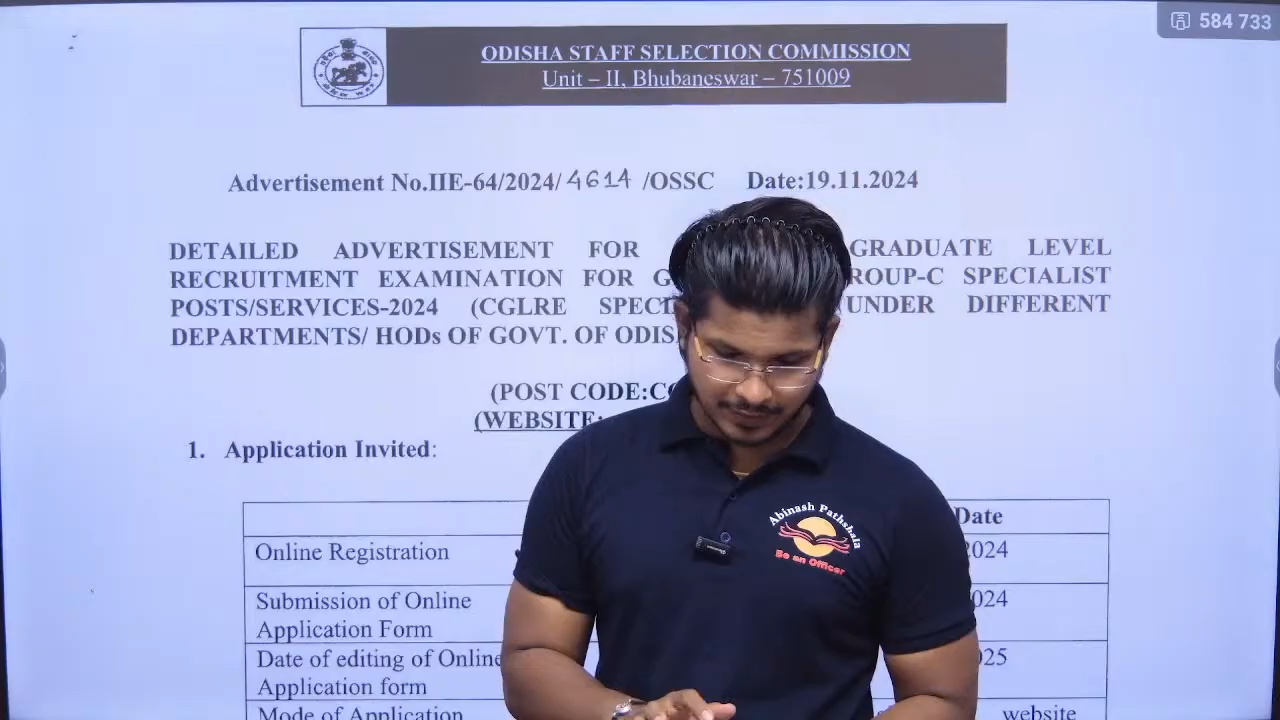 584 733
ODISHA STAFF SELECTION COMMISSION
Unit – II, Bhubaneswar – 751009
Advertisement No.IIE-64/2024/4614 /OSSC Date:19.11.2024
DETAILED ADVERTISEMENT FOR GRADUATE LEVEL
RECRUITMENT EXAMINATION FOR ROUP-C SPECIALIST
POSTS/SERVICES-2024 (CGLRE UNDER DIFFERENT
DEPARTMENTS/ HODs OF GOVT. OF
(POST CODE:
(WEBSITE:
1. Application Invited:
Date
Online Registration 2024
Submission of Online 024
Application Form
Date of editing of Online 025
Application form
Mode of Application website
Abinash Pathshala
Be an Officer